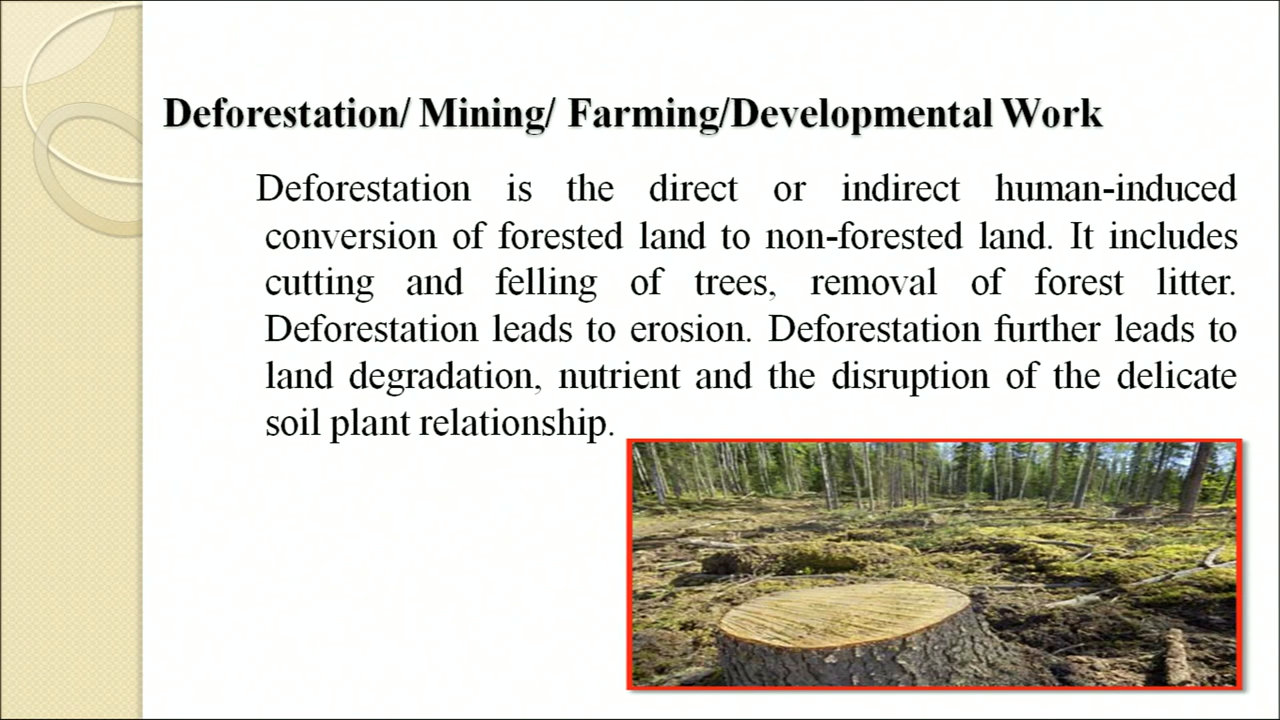 Deforestation/ Mining/ Farming/Developmental Work
Deforestation is the direct or indirect human-induced
conversion of forested land to non-forested land. It includes
cutting and felling of trees, removal of forest litter.
Deforestation leads to erosion. Deforestation further leads to
land degradation, nutrient and the disruption of the delicate
soil plant relationship.